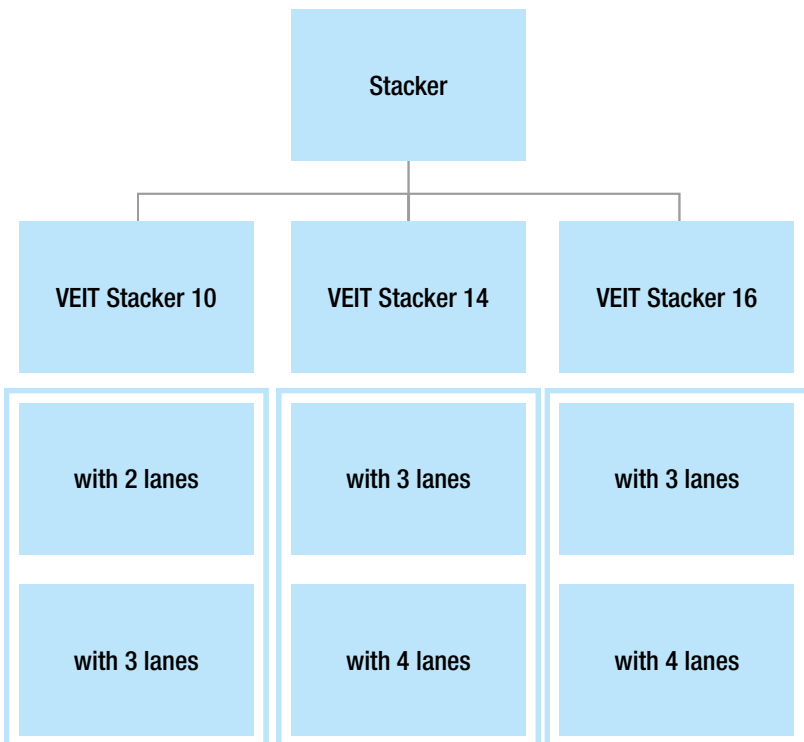 Stacker
VEIT Stacker 10
VEIT Stacker 14
VEIT Stacker 16
with 2 lanes
with 3 lanes
with 3 lanes
with 3 lanes
with 4 lanes
with 4 lanes